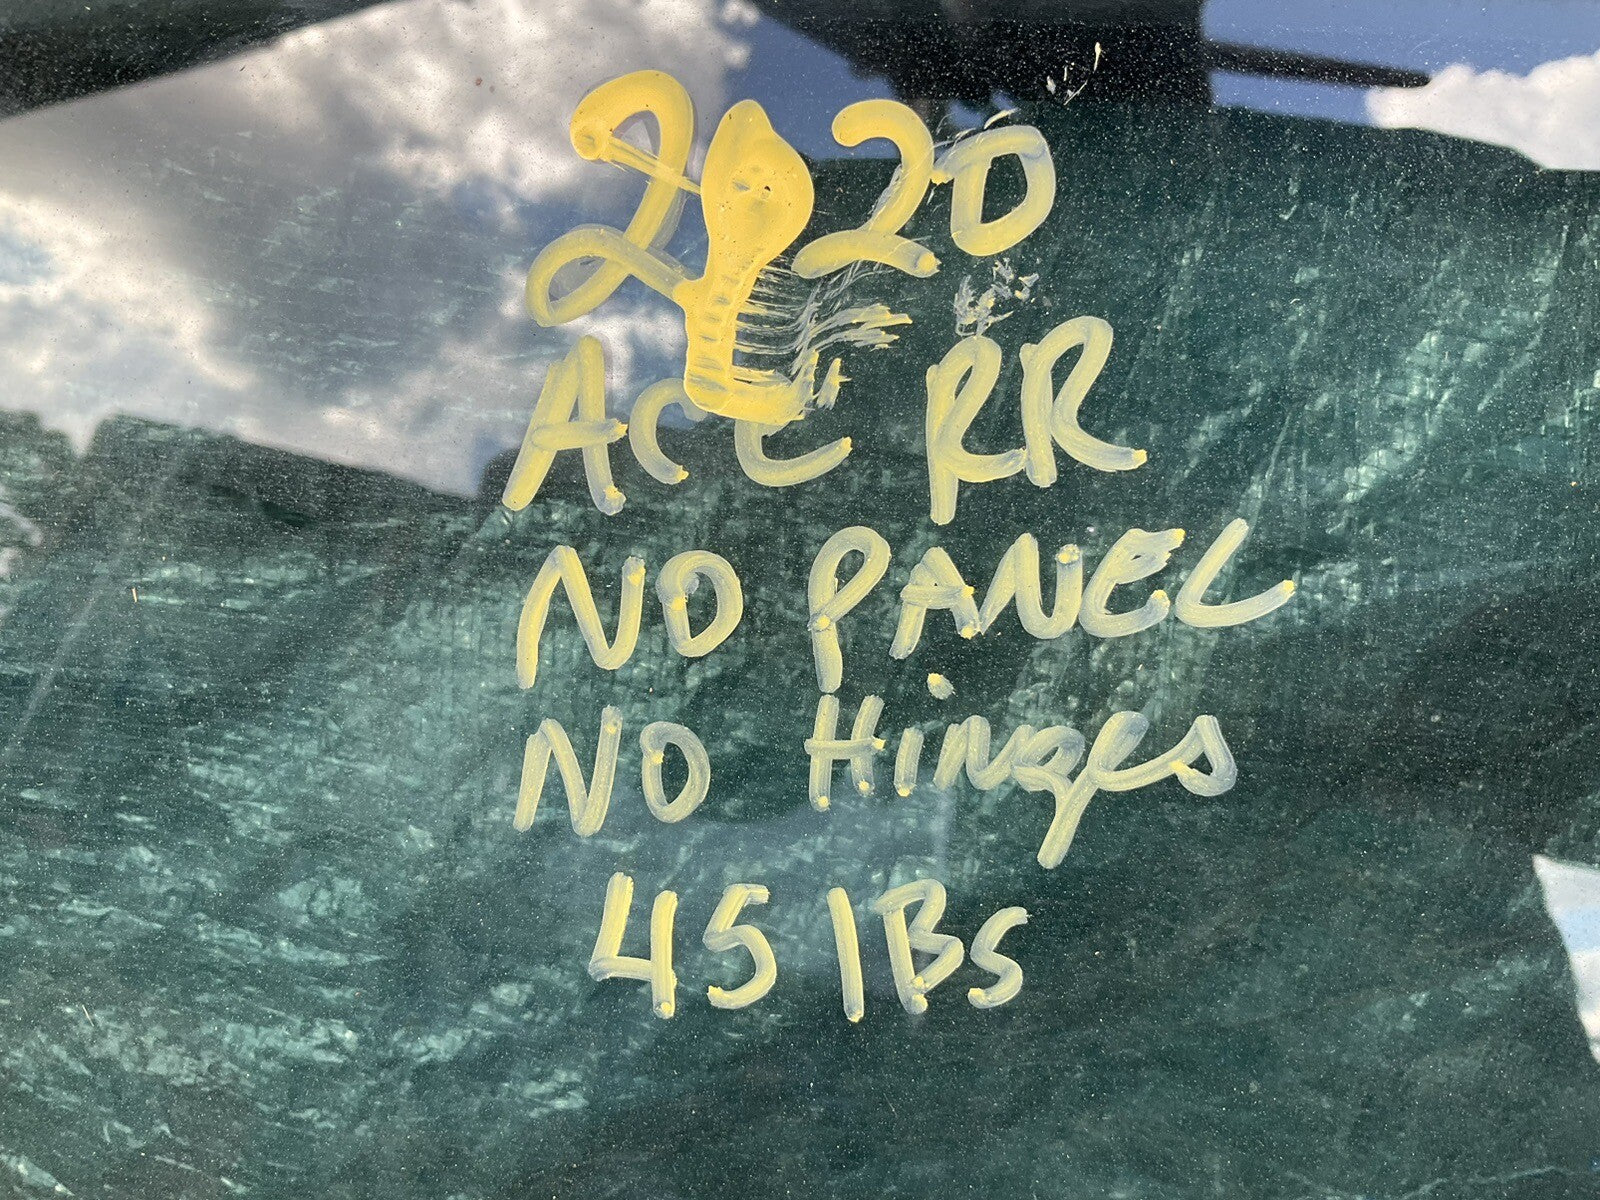 2020
Acc RR
NO PANEL
NO Hinges
45 lBs